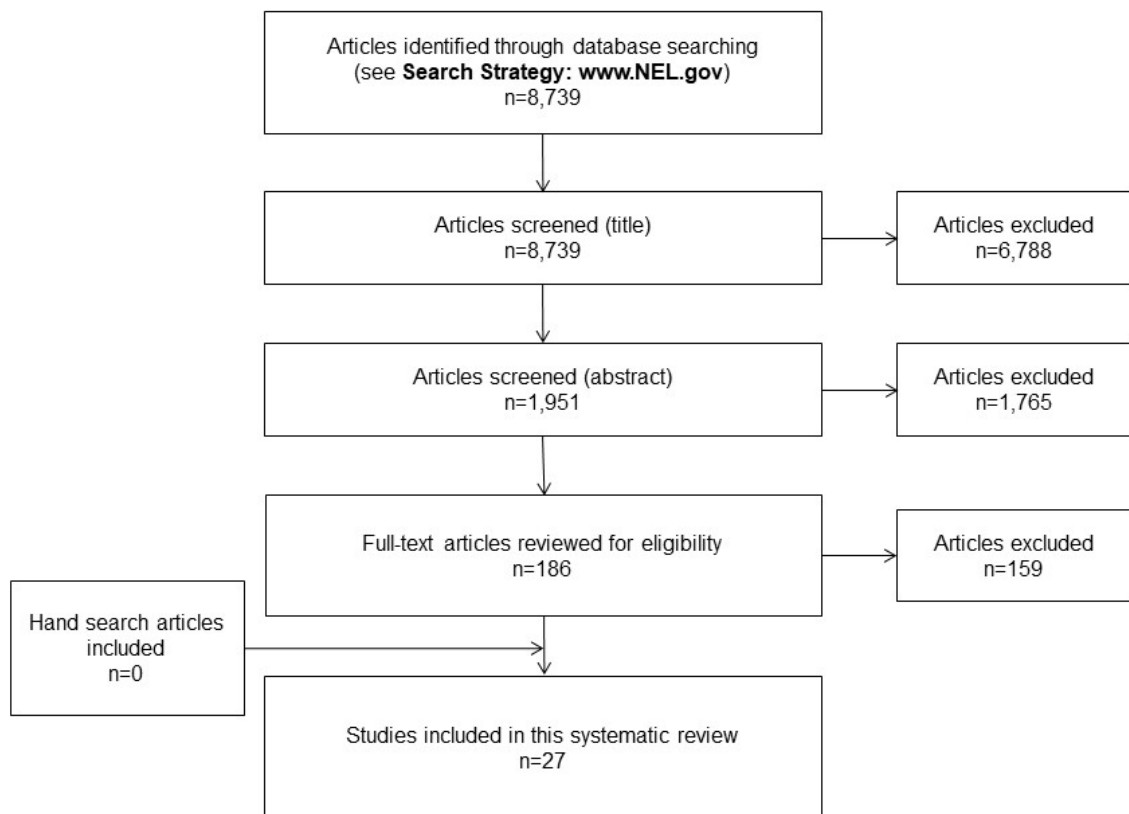 Articles identified through database searching
(see Search Strategy: www.NEL.gov)
n=8,739
Articles screened (title)
n=8,739
Articles excluded
n=6,788
Articles screened (abstract)
n=1,951
Articles excluded
n=1,765
Full-text articles reviewed for eligibility
n=186
Articles excluded
n=159
Hand search articles
included
n=0
Studies included in this systematic review
n=27